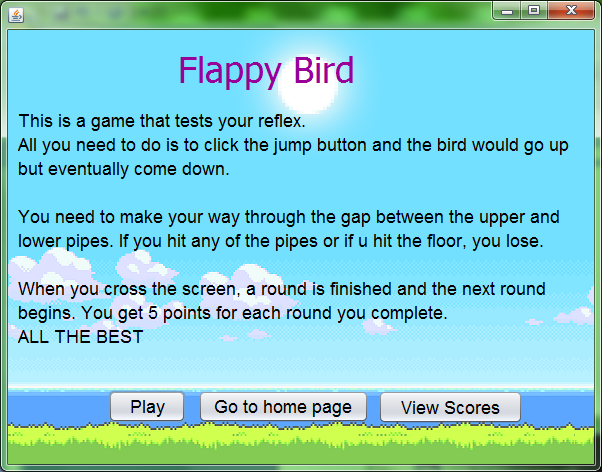 Flappy Bird
This is a game that tests your reflex.
All you need to do is to click the jump button and the bird would go up
but eventually come down.
You need to make your way through the gap between the upper and
lower pipes. If you hit any of the pipes or if u hit the floor, you lose.
When you cross the screen, a round is finished and the next round
begins. You get 5 points for each round you complete.
ALL THE BEST
Play
Go to home page
View Scores